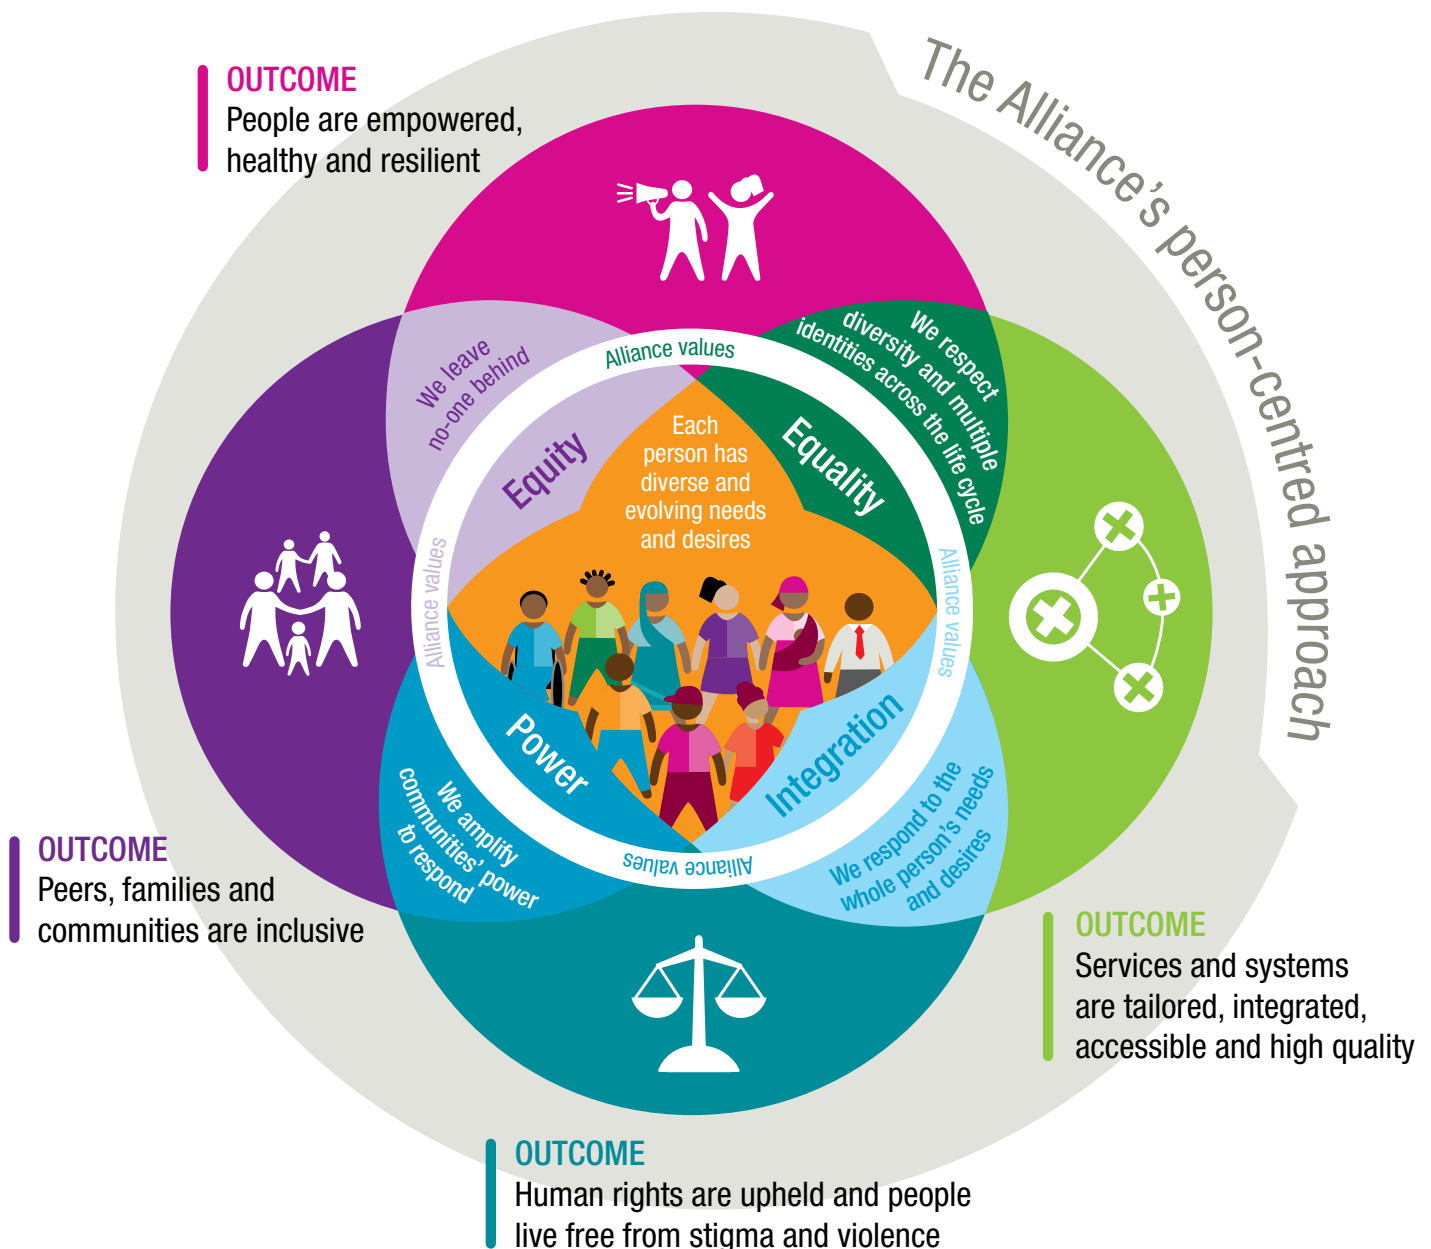 The Alliance's person-centred approach
OUTCOME
People are empowered,
healthy and resilient
We leave
no-one behind
Equity
Alliance values
We respect
diversity and multiple
identities across the life cycle
Equality
Each
person has
diverse and
evolving needs
and desires
Alliance values
Alliance values
Power
We amplify
communities' power
to respond
Integration
We respond to the
whole person's needs
and desires
Alliance values
OUTCOME
Peers, families and
communities are inclusive
OUTCOME
Services and systems
are tailored, integrated,
accessible and high quality
OUTCOME
Human rights are upheld and people
live free from stigma and violence